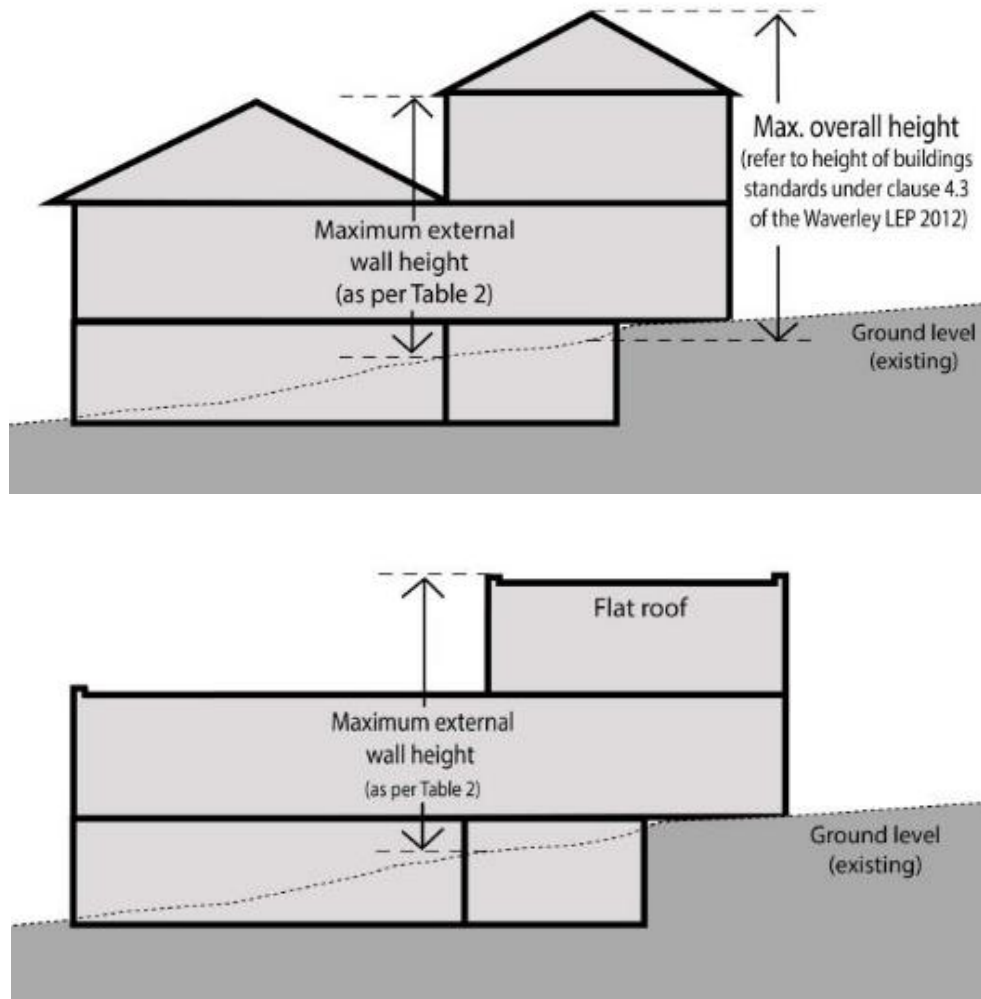 Max. overall height
(refer to height of buildings
standards under clause 4.3
of the Waverley LEP 2012)
Maximum external
wall height
(as per Table 2)
Ground level
(existing)
Flat roof
Maximum external
wall height
(as per Table 2)
Ground level
(existing)